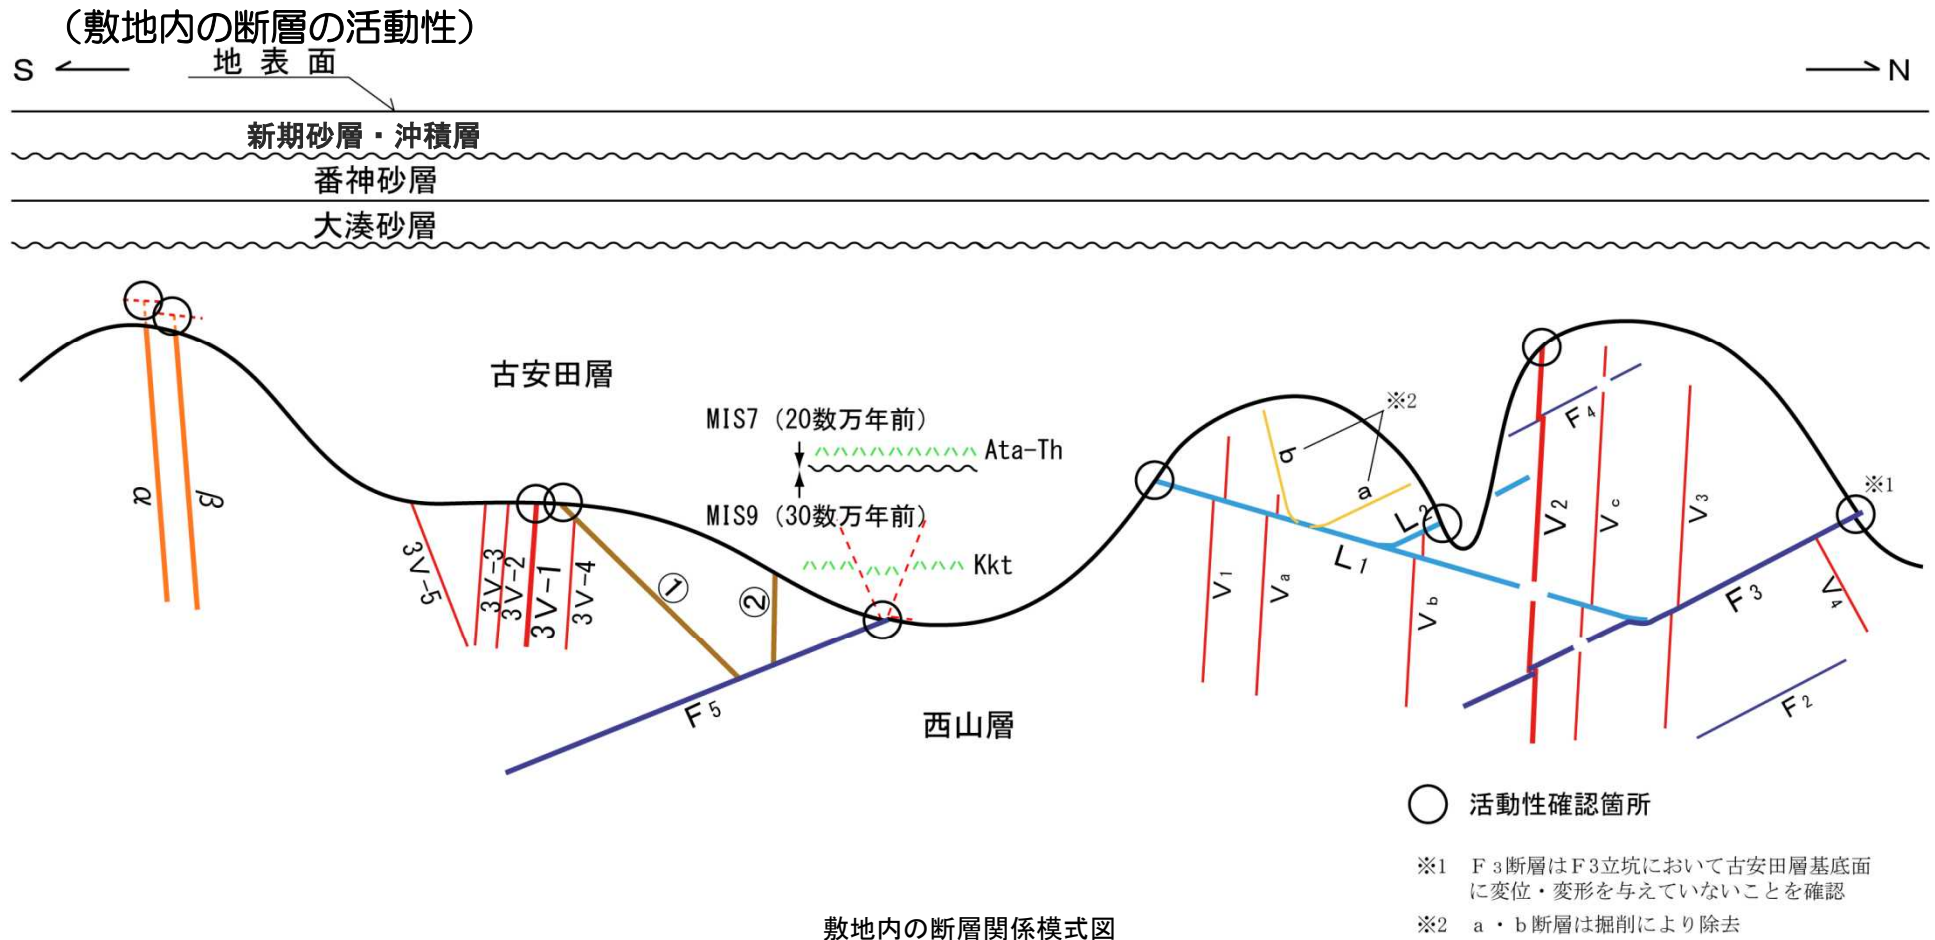 （敷地内の断層の活動性）
S
地表面
N
新期砂層・沖積層
番神砂層
大湊砂層
古安田層
MIS7（20数万年前）
Ata-Th
MIS9（30数万年前）
Kkt
※2
※1
α
β
3V-5
3V-3
3V-2
3V-1
3V-4
①
②
F5
西山層
b
a
L2
L1
V1
Va
Vb
F4
V2
Vc
V3
F3
V4
F2
活動性確認箇所
※1 F3断層はF3立坑において古安田層基底面
に変位・変形を与えていないことを確認
※2 a・b断層は掘削により除去
敷地内の断層関係模式図